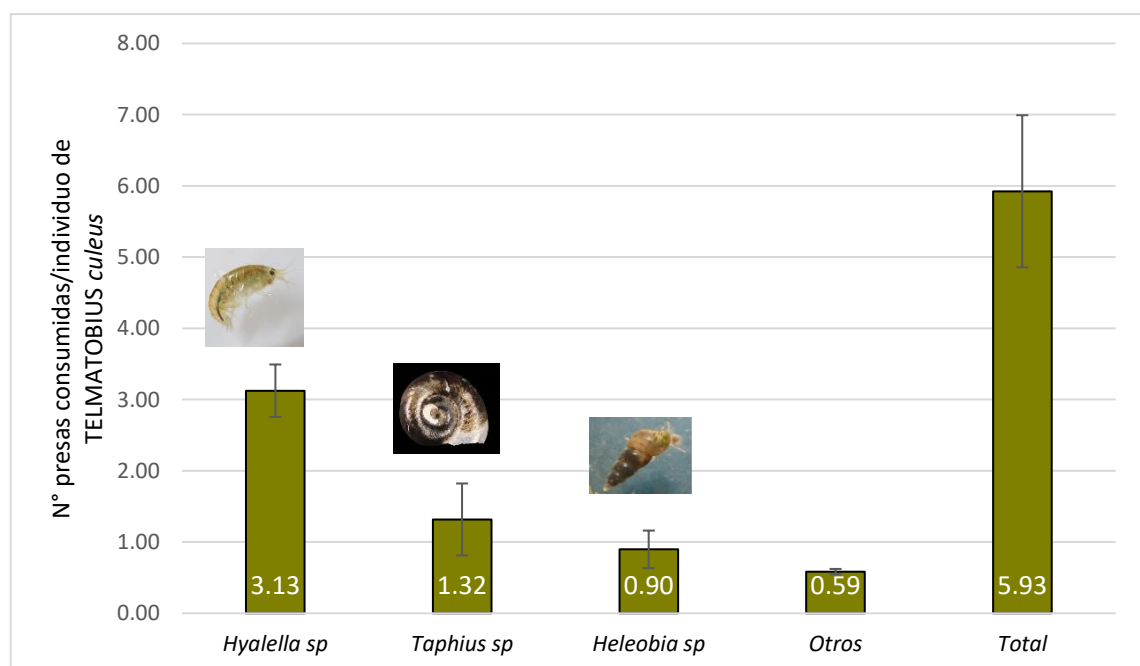 N° presas consumidas/individuo de
TELMATOBIUS culeus
8.00
7.00
6.00
5.00
4.00
3.00
2.00
1.00
0.00
3.13
1.32
0.90
0.59
5.93
Hyalella sp
Taphius sp
Heleobia sp
Otros
Total